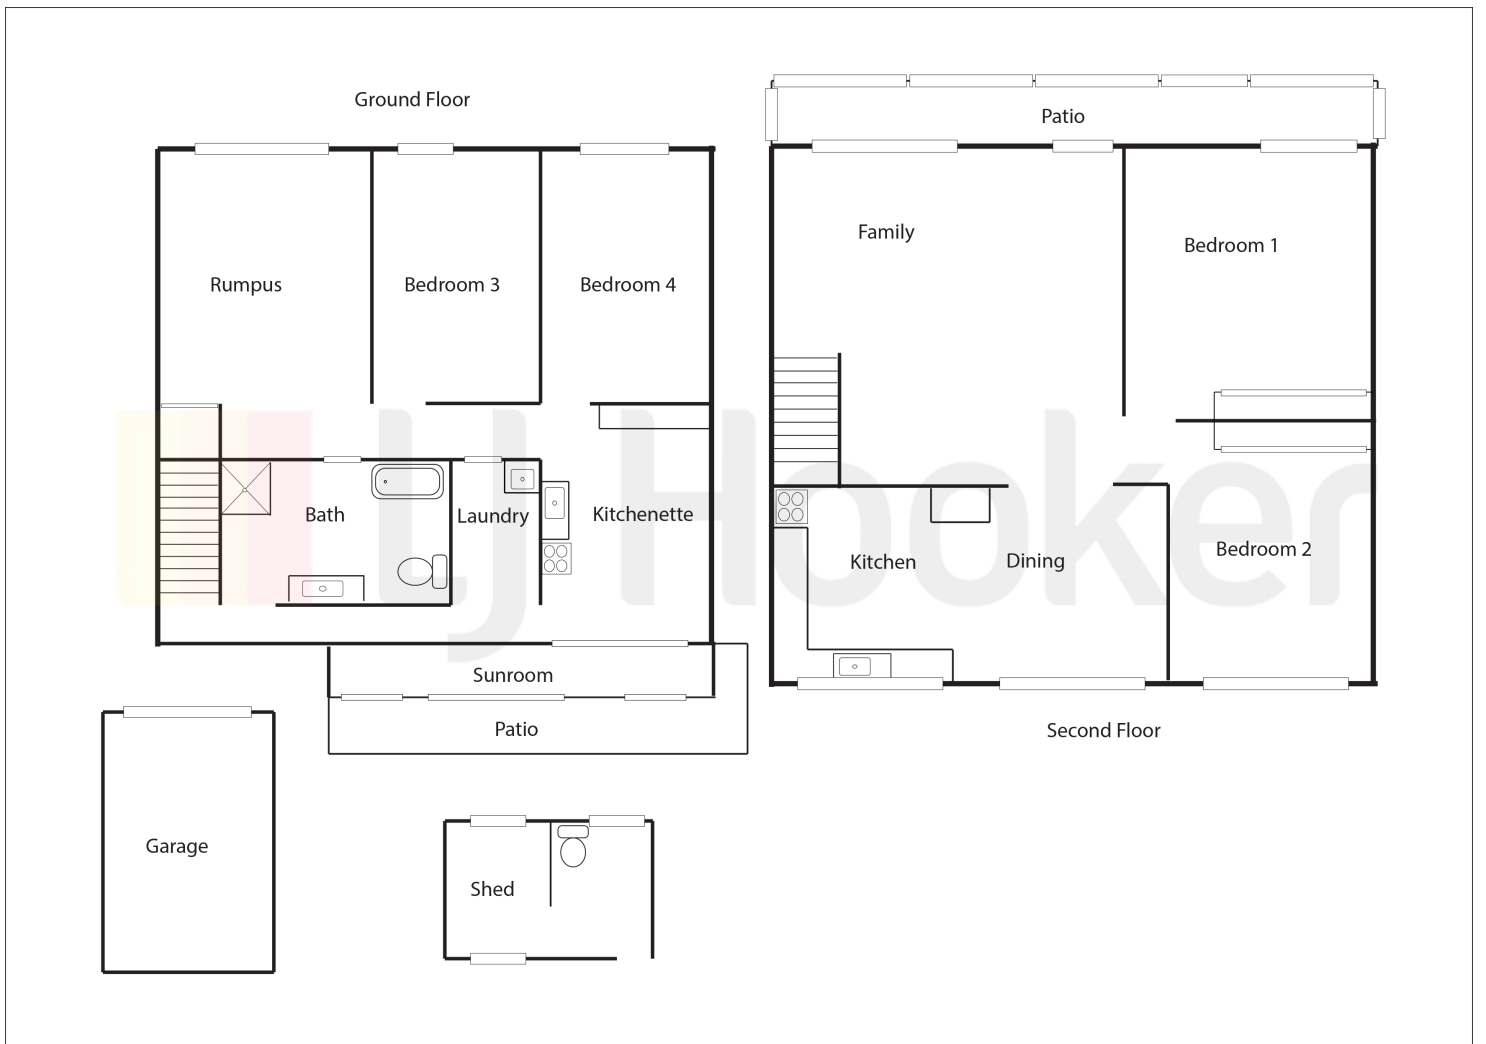 Ground Floor
Patio
Family
Bedroom 1
Rumpus
Bedroom 3
Bedroom 4
Bath
Laundry
Kitchenette
Kitchen
Dining
Bedroom 2
Sunroom
Patio
Second Floor
Garage
Shed
LJ Hooker